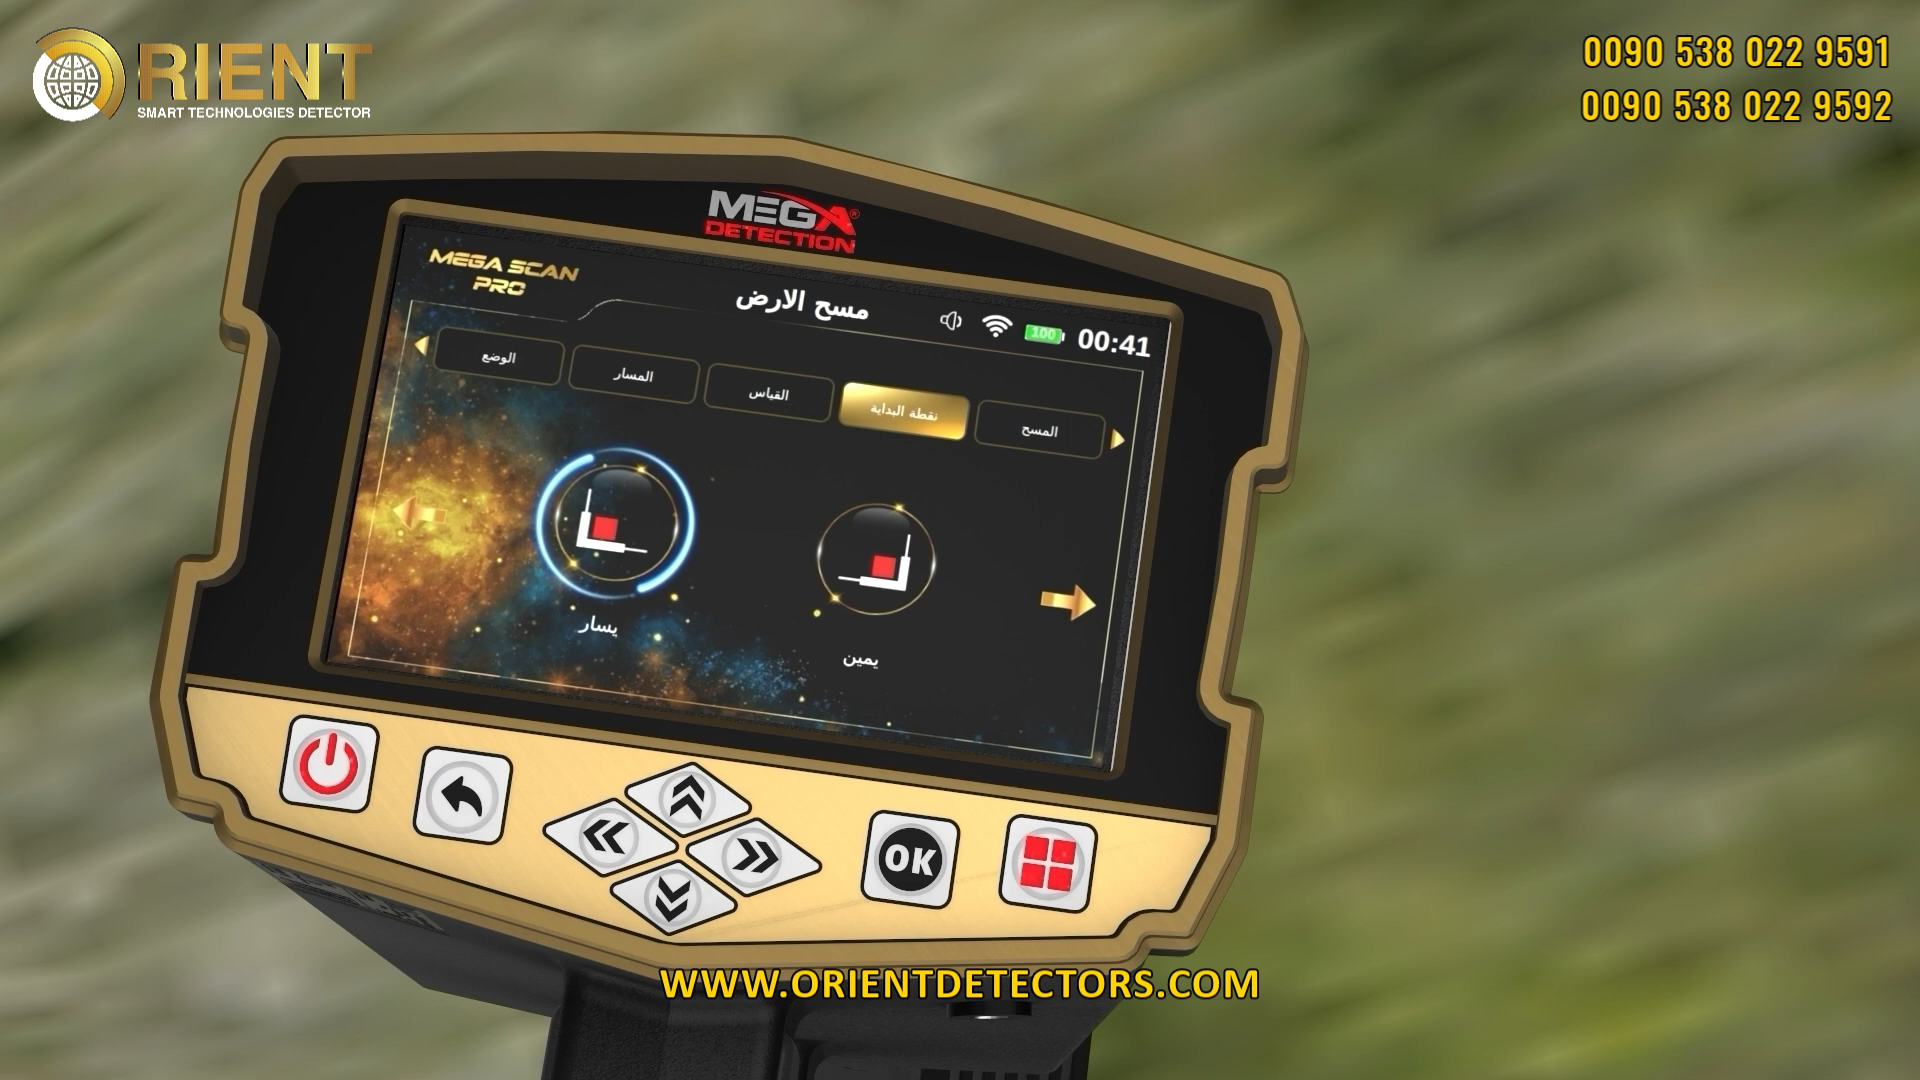 ORIENT
SMART TECHNOLOGIES DETECTOR
0090 538 022 9591
0090 538 022 9592
MEGA®
DETECTION
MEGA SCAN
PRO
مسح الارض
100
00:41
الوضع
المسار
القياس
نقطة البداية
المسح
يسار
يمين
OK
WWW.ORIENTDETECTORS.COM